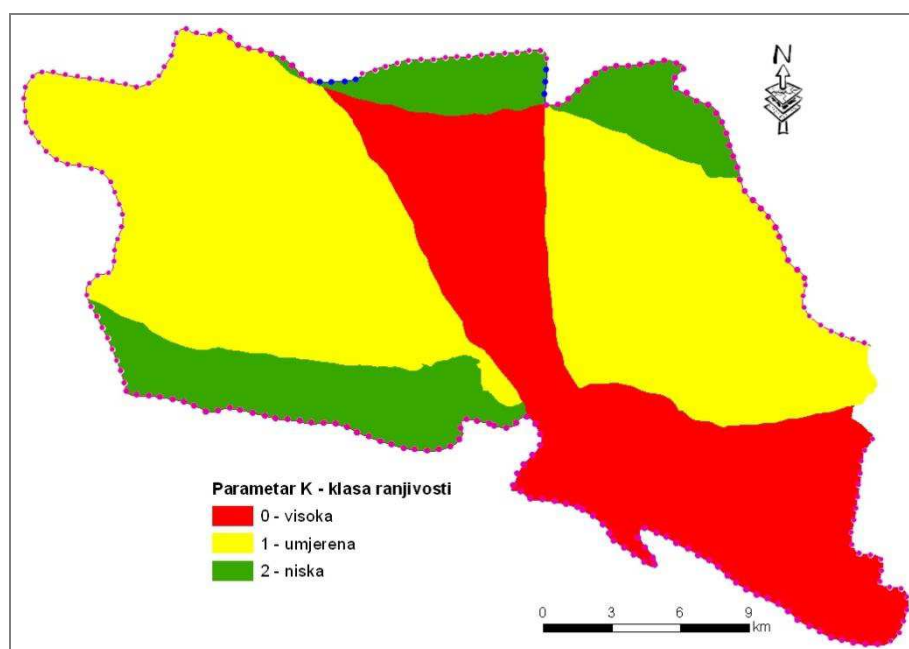 N
Parametar K - klasa ranjivosti
0 - visoka
1 - umjerena
2 - niska
0 3 6 9
km